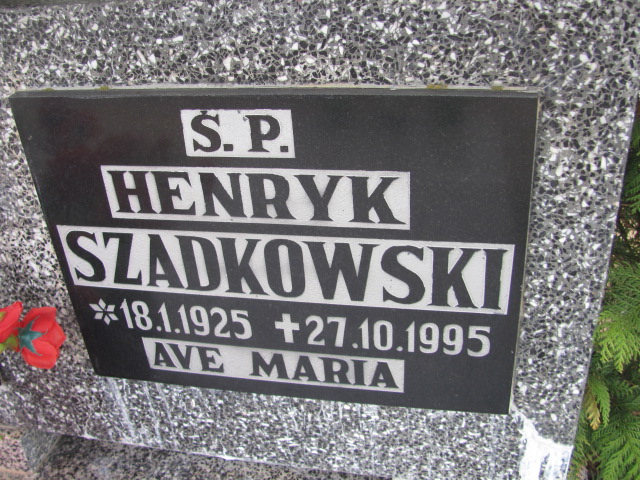 Ś. P.
HENRYK
SZADKOWSKI
*18.1.1925 †27.10.1995
AVE MARIA